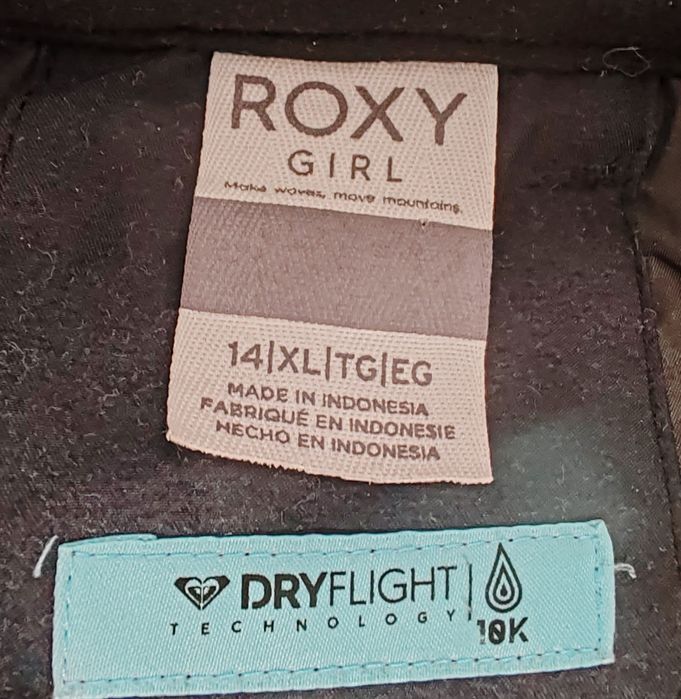 ROXY
GIRL
Make waves, move mountains.
14|XL|TG|EG
MADE IN INDONESIA
FABRIQUÉ EN INDONESIE
HECHO EN INDONESIA
DRYFLIGHT
TECHNOLOGY
10K